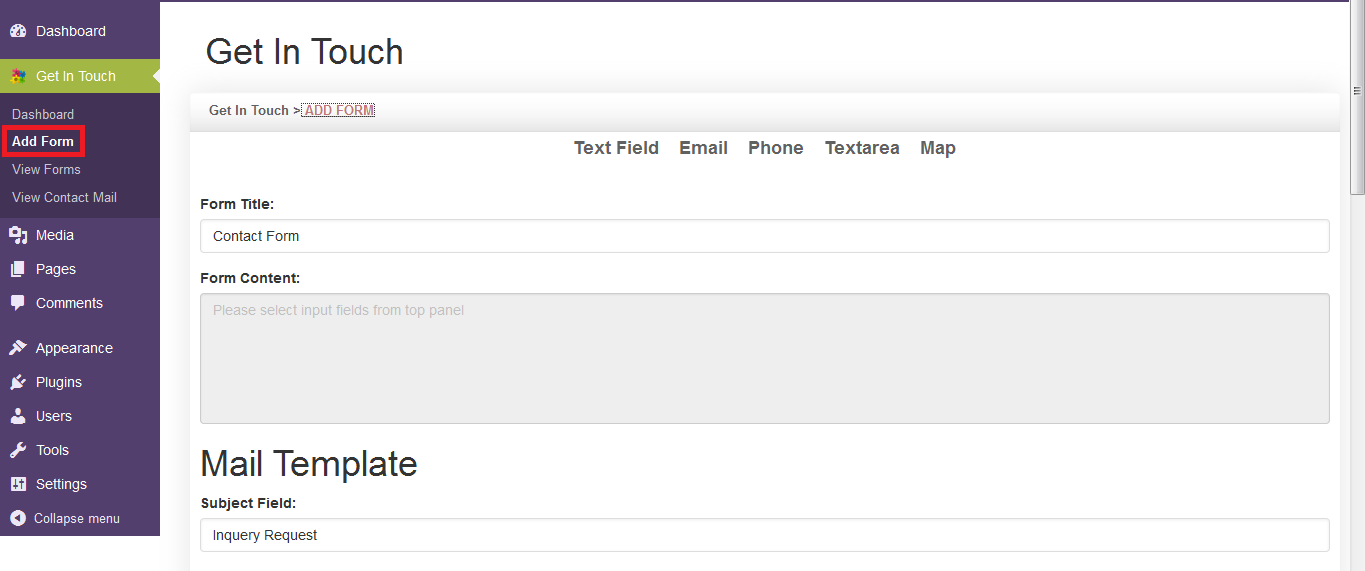 Dashboard
Get In Touch
Dashboard
Add Form
View Forms
View Contact Mail
Media
Pages
Comments
Appearance
Plugins
Users
Tools
Settings
Collapse menu
Get In Touch
Get In Touch > ADD FORM
Text Field Email Phone Textarea Map
Form Title:
Contact Form
Form Content:
Please select input fields from top panel
Mail Template
Subject Field:
Inquery Request